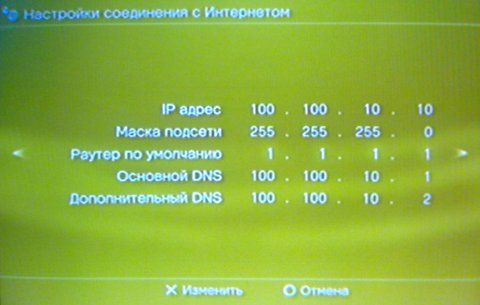 Настройки соединения с Интернетом
IP адрес 100 . 100 . 10 . 10
Маска подсети 255 . 255 . 255 . 0
Раутер по умолчанию 1 . 1 . 1 . 1
Основной DNS 100 . 100 . 10 . 1
Дополнительный DNS 100 . 100 . 10 . 2
X Изменить O Отмена